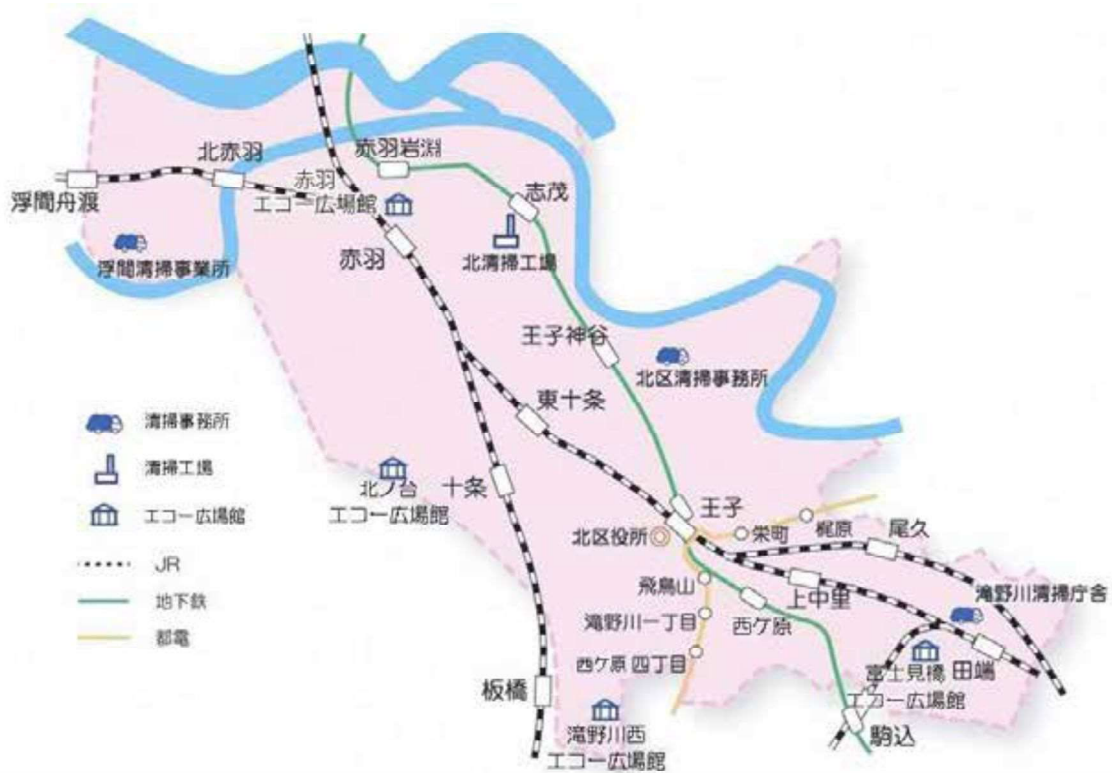 北赤羽
赤羽岩淵
浮間舟渡
赤羽
エコー広場館
志茂
浮間清掃事業所
赤羽
北清掃工場
王子神谷
北区清掃事務所
東十条
清掃事務所
清掃工場
エコー広場館
JR
地下鉄
都電
北ノ台
エコー広場館
十条
王子
北区役所
栄町
梶原
尾久
飛鳥山
上中里
滝野川清掃庁舎
滝野川一丁目
西ケ原
西ケ原 四丁目
富士見橋
エコー広場館
田端
板橋
滝野川西
エコー広場館
駒込